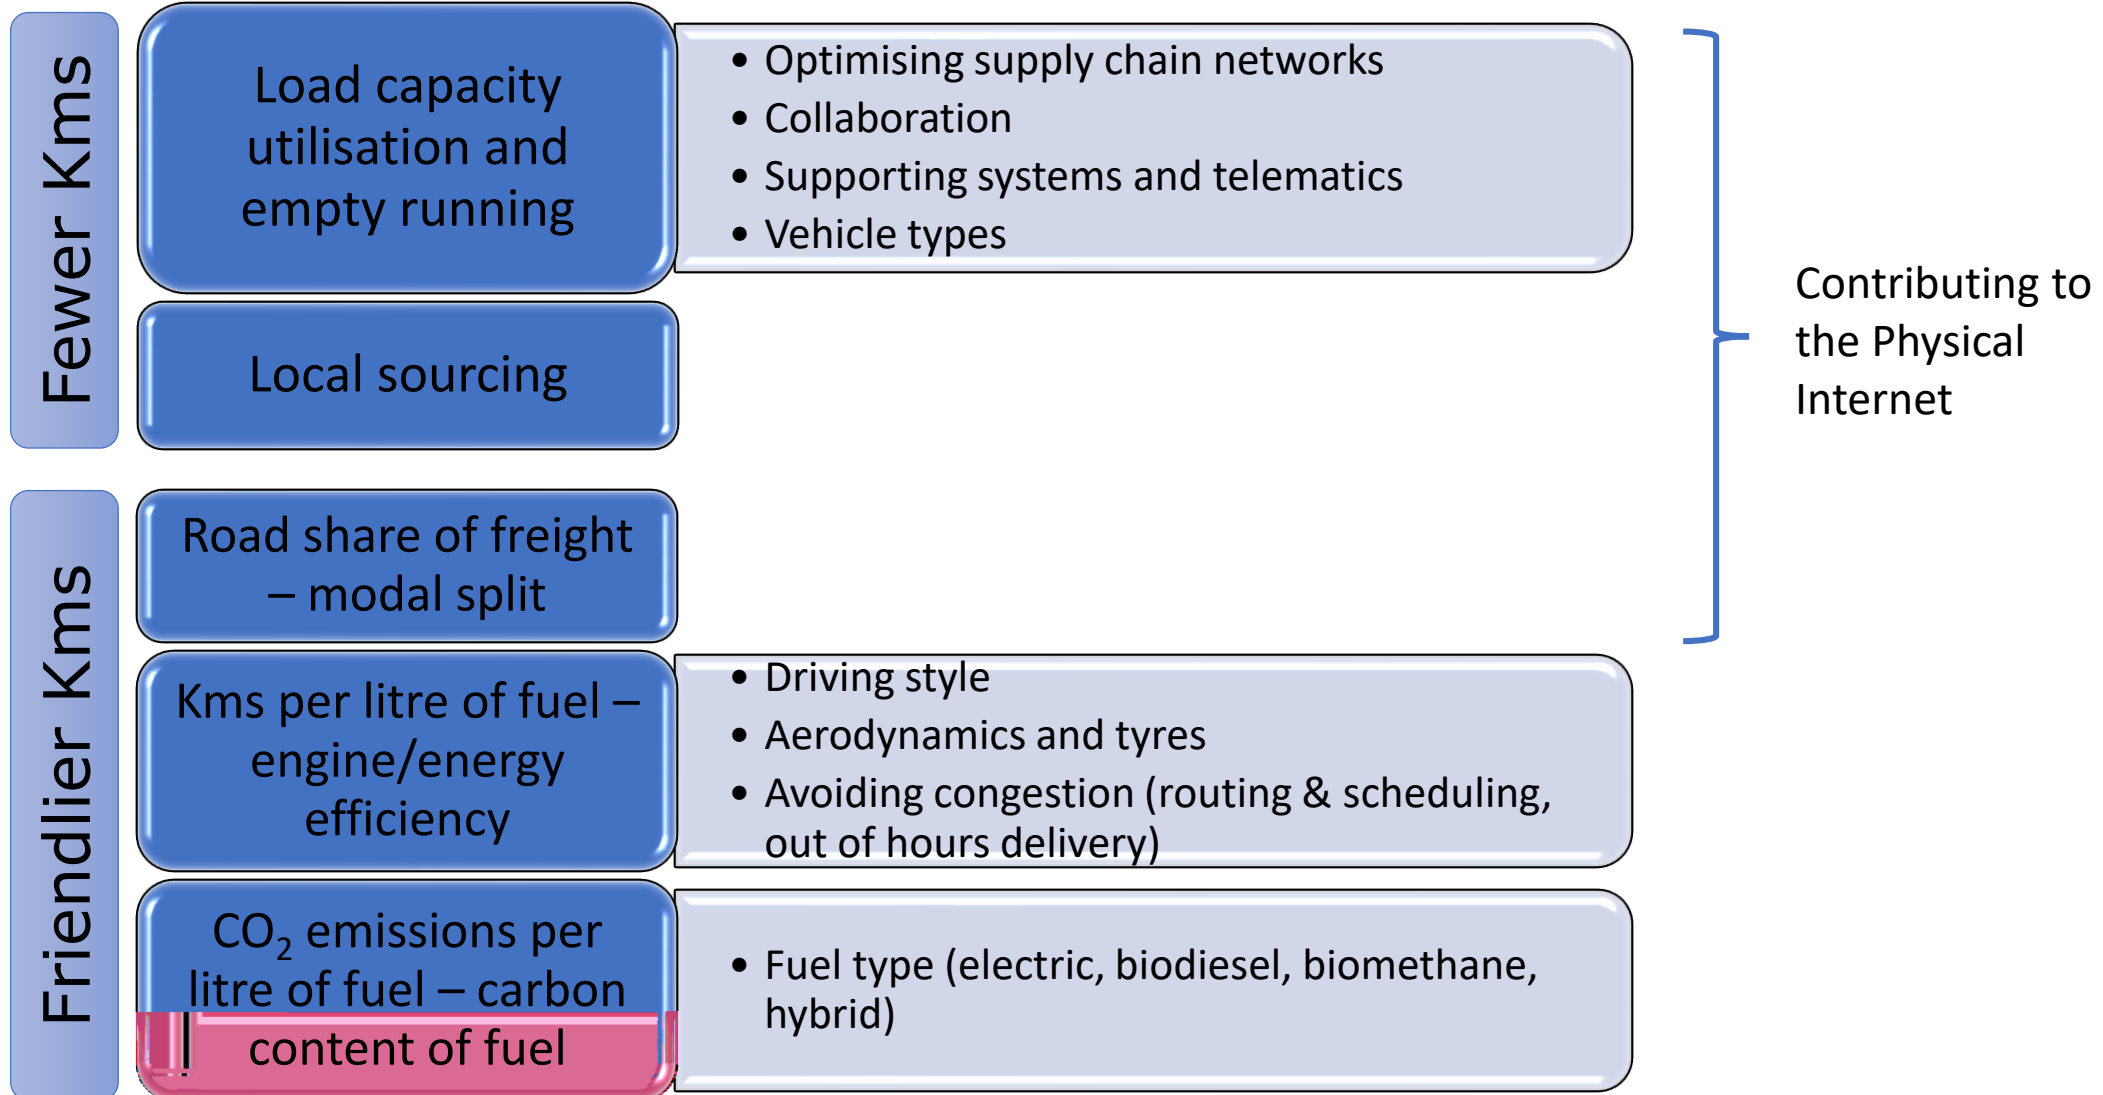 Fewer Kms
Load capacity
utilisation and
empty running
• Optimising supply chain networks
• Collaboration
• Supporting systems and telematics
• Vehicle types
Local sourcing
Contributing to
the Physical
Internet
Friendlier Kms
Road share of freight
– modal split
Kms per litre of fuel –
engine/energy
efficiency
• Driving style
• Aerodynamics and tyres
• Avoiding congestion (routing & scheduling,
out of hours delivery)
CO₂ emissions per
litre of fuel – carbon
content of fuel
• Fuel type (electric, biodiesel, biomethane,
hybrid)